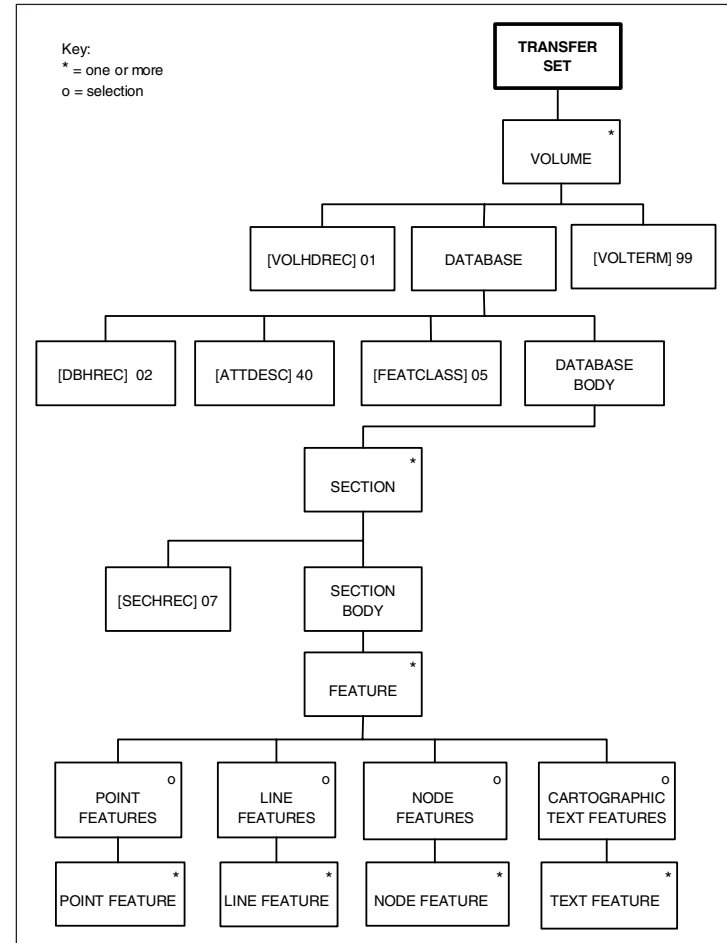 Key:
* = one or more
o = selection
TRANSFER
SET
*
VOLUME
[VOLHDREC] 01
DATABASE
[VOLTERM] 99
[DBHREC] 02
[ATTDESC] 40
[FEATCLASS] 05
DATABASE
BODY
*
SECTION
[SECHREC] 07
SECTION
BODY
*
FEATURE
o
POINT
FEATURES
o
LINE
FEATURES
o
NODE
FEATURES
o
CARTOGRAPHIC
TEXT FEATURES
*
POINT FEATURE
*
LINE FEATURE
*
NODE FEATURE
*
TEXT FEATURE